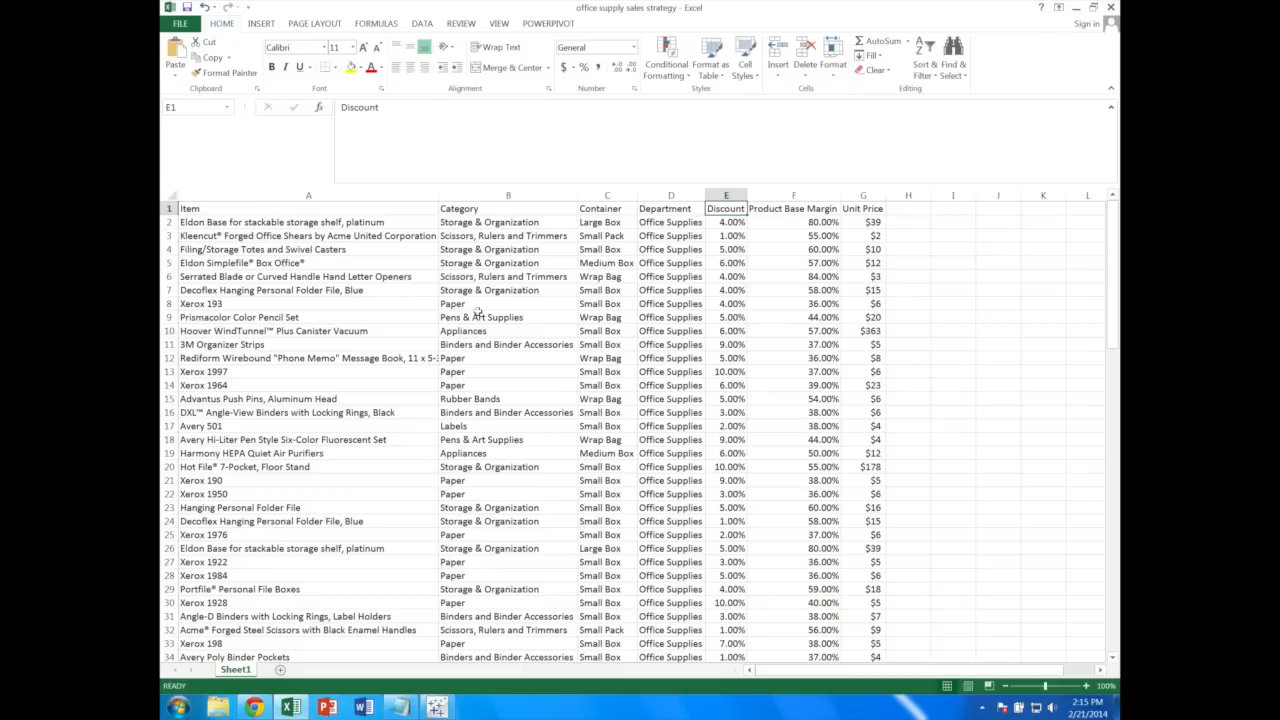 office supply sales strategy - Excel
FILE HOME INSERT PAGE LAYOUT FORMULAS DATA REVIEW VIEW POWERPIVOT Sign in
Paste Cut Copy Format Painter Clipboard
Calibri 11 B I U Font
Wrap Text Merge & Center Alignment
General $ % , Number
Conditional Formatting Format as Table Cell Styles Styles
Insert Delete Format Cells
AutoSum Fill Clear Sort & Filter Find & Select Editing
E1 fx Discount
A B C D E F G H I J K L
1 Item Category Container Department Discount Product Base Margin Unit Price
2 Eldon Base for stackable storage shelf, platinum Storage & Organization Large Box Office Supplies 4.00% 80.00% $39
3 Kleencut® Forged Office Shears by Acme United Corporation Scissors, Rulers and Trimmers Small Pack Office Supplies 1.00% 55.00% $2
4 Filing/Storage Totes and Swivel Casters Storage & Organization Small Box Office Supplies 5.00% 60.00% $10
5 Eldon Simplefile® Box Office® Storage & Organization Medium Box Office Supplies 6.00% 57.00% $12
6 Serrated Blade or Curved Handle Hand Letter Openers Scissors, Rulers and Trimmers Wrap Bag Office Supplies 4.00% 84.00% $3
7 Decoflex Hanging Personal Folder File, Blue Storage & Organization Small Box Office Supplies 4.00% 58.00% $15
8 Xerox 193 Paper Small Box Office Supplies 4.00% 36.00% $6
9 Prismacolor Color Pencil Set Pens & Art Supplies Wrap Bag Office Supplies 5.00% 44.00% $20
10 Hoover WindTunnel™ Plus Canister Vacuum Appliances Small Box Office Supplies 6.00% 57.00% $363
11 3M Organizer Strips Binders and Binder Accessories Small Box Office Supplies 9.00% 37.00% $5
12 Rediform Wirebound "Phone Memo" Message Book, 11 x 5-3 Paper Wrap Bag Office Supplies 5.00% 36.00% $8
13 Xerox 1997 Paper Small Box Office Supplies 10.00% 37.00% $6
14 Xerox 1964 Paper Small Box Office Supplies 6.00% 39.00% $23
15 Advantus Push Pins, Aluminum Head Rubber Bands Wrap Bag Office Supplies 5.00% 54.00% $6
16 DXL™ Angle-View Binders with Locking Rings, Black Binders and Binder Accessories Small Box Office Supplies 3.00% 38.00% $6
17 Avery 501 Labels Small Box Office Supplies 2.00% 38.00% $4
18 Avery Hi-Liter Pen Style Six-Color Fluorescent Set Pens & Art Supplies Wrap Bag Office Supplies 9.00% 44.00% $4
19 Harmony HEPA Quiet Air Purifiers Appliances Medium Box Office Supplies 6.00% 50.00% $12
20 Hot File® 7-Pocket, Floor Stand Storage & Organization Small Box Office Supplies 10.00% 55.00% $178
21 Xerox 190 Paper Small Box Office Supplies 9.00% 38.00% $5
22 Xerox 1950 Paper Small Box Office Supplies 3.00% 36.00% $6
23 Hanging Personal Folder File Storage & Organization Small Box Office Supplies 5.00% 60.00% $16
24 Decoflex Hanging Personal Folder File, Blue Storage & Organization Small Box Office Supplies 1.00% 58.00% $15
25 Xerox 1976 Paper Small Box Office Supplies 2.00% 37.00% $6
26 Eldon Base for stackable storage shelf, platinum Storage & Organization Large Box Office Supplies 5.00% 80.00% $39
27 Xerox 1922 Paper Small Box Office Supplies 3.00% 36.00% $5
28 Xerox 1984 Paper Small Box Office Supplies 5.00% 36.00% $6
29 Portfile® Personal File Boxes Storage & Organization Small Box Office Supplies 4.00% 59.00% $18
30 Xerox 1928 Paper Small Box Office Supplies 10.00% 40.00% $5
31 Angle-D Binders with Locking Rings, Label Holders Binders and Binder Accessories Small Box Office Supplies 3.00% 38.00% $7
32 Acme® Forged Steel Scissors with Black Enamel Handles Scissors, Rulers and Trimmers Small Pack Office Supplies 1.00% 56.00% $9
33 Xerox 198 Paper Small Box Office Supplies 7.00% 38.00% $5
34 Avery Poly Binder Pockets Binders and Binder Accessories Small Box Office Supplies 1.00% 37.00% $4
Sheet1
READY 100%
2:15 PM
2/21/2014